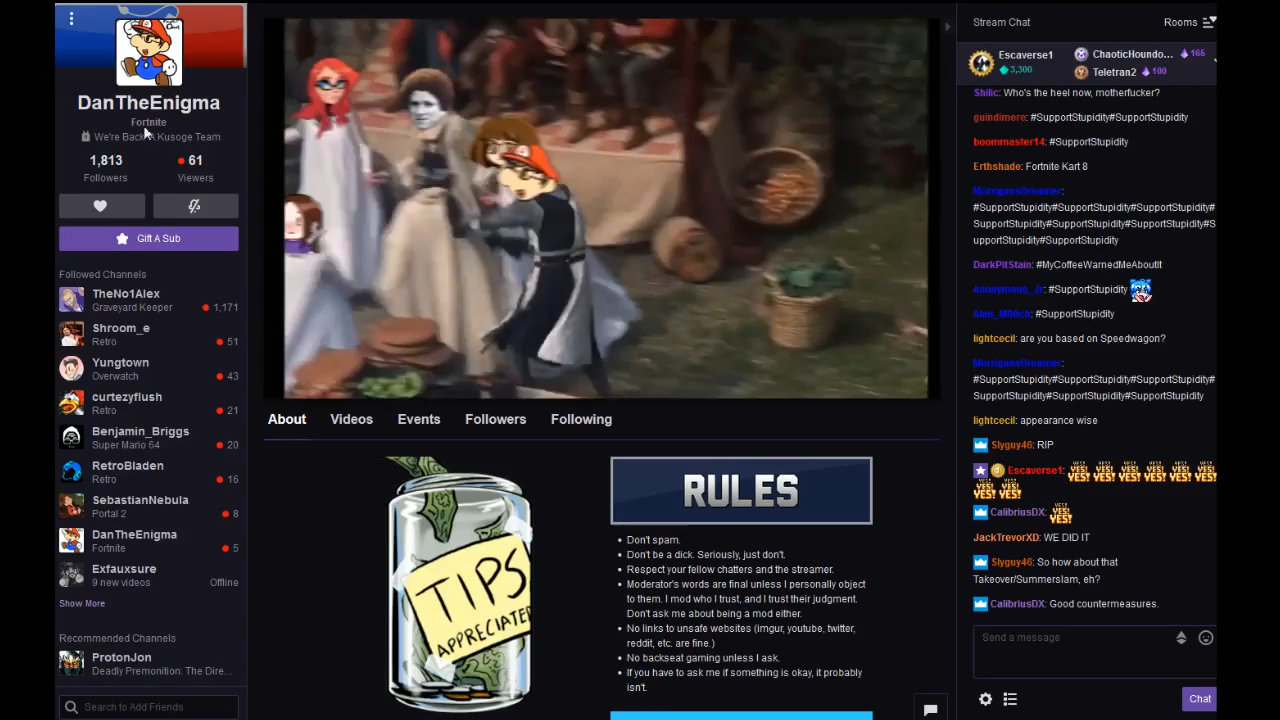 DanTheEnigma
Fortnite
We're Back A Kusoge Team
1,813
61
Followers
Viewers
Gift A Sub
Followed Channels
TheNo1Alex
Graveyard Keeper
1,171
Shroom_e
Retro
51
Yungtown
Overwatch
43
curtezyflush
Retro
21
Benjamin_Briggs
Super Mario 64
20
RetroBladen
Retro
16
SebastianNebula
Portal 2
8
DanTheEnigma
Fortnite
5
Exfauxsure
9 new videos
Offline
Show More
Recommended Channels
ProtonJon
Deadly Premonition: The Dire...
Search to Add Friends
About
Videos
Events
Followers
Following
TIPS
APPRECIATED
RULES
Don't spam.
Don't be a dick. Seriously, just don't.
Respect your fellow chatters and the streamer.
Moderator's words are final unless I personally object
to them. I mod who I trust, and I trust their judgment.
Don't ask me about being a mod either.
No links to unsafe websites (imgur, youtube, twitter,
reddit, etc. are fine.)
No backseat gaming unless I ask.
If you have to ask me if something is okay, it probably
isn't.
Stream Chat
Rooms
Escaverse1
3,300
ChaoticHoundo...
165
Teletran2
100
Shilic: Who's the heel now, motherfucker?
guindimere: #SupportStupidity#SupportStupidity
boommaster14: #SupportStupidity
Erthshade: Fortnite Kart 8
MorrigansDreamer:
#SupportStupidity#SupportStupidity#SupportStupidity#
SupportStupidity#SupportStupidity#SupportStupidity#S
upportStupidity#SupportStupidity
DarkPitStain: #MyCoffeeWarnedMeAboutIt
Anonymous_Jr: #SupportStupidity
Alan_M00ch: #SupportStupidity
lightcecil: are you based on Speedwagon?
MorrigansDreamer:
#SupportStupidity#SupportStupidity#SupportStupidity#
SupportStupidity#SupportStupidity#SupportStupidity
lightcecil: appearance wise
Slyguy46: RIP
Escaverse1: YES! YES! YES! YES! YES! YES!
YES! YES!
CalibriusDX: YES!
JackTrevorXD: WE DID IT
Slyguy46: So how about that
Takeover/Summerslam, eh?
CalibriusDX: Good countermeasures.
Send a message
Chat